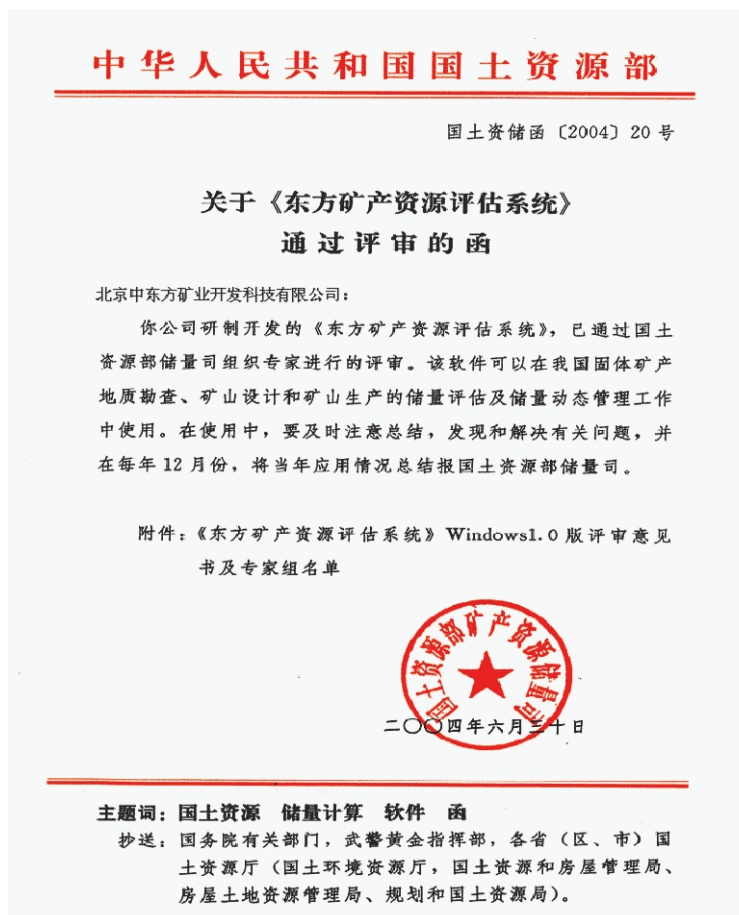 中华人民共和国国土资源部
国土资储函〔2004〕20号
关于《东方矿产资源评估系统》
通过评审的函
北京中东方矿业开发科技有限公司：
你公司研制开发的《东方矿产资源评估系统》，已通过国土
资源部储量司组织专家进行的评审。该软件可以在我国固体矿产
地质勘查、矿山设计和矿山生产的储量评估及储量动态管理工作
中使用。在使用中，要及时注意总结，发现和解决有关问题，并
在每年12月份，将当年应用情况总结报国土资源部储量司。
附件：《东方矿产资源评估系统》Windows1.0版评审意见
书及专家组名单
国土资源部矿产资源储量司
二〇〇四年六月三十日
主题词：国土资源 储量计算 软件 函
抄送：国务院有关部门，武警黄金指挥部，各省（区、市）国
土资源厅（国土环境资源厅，国土资源和房屋管理局、
房屋土地资源管理局、规划和国土资源局）。